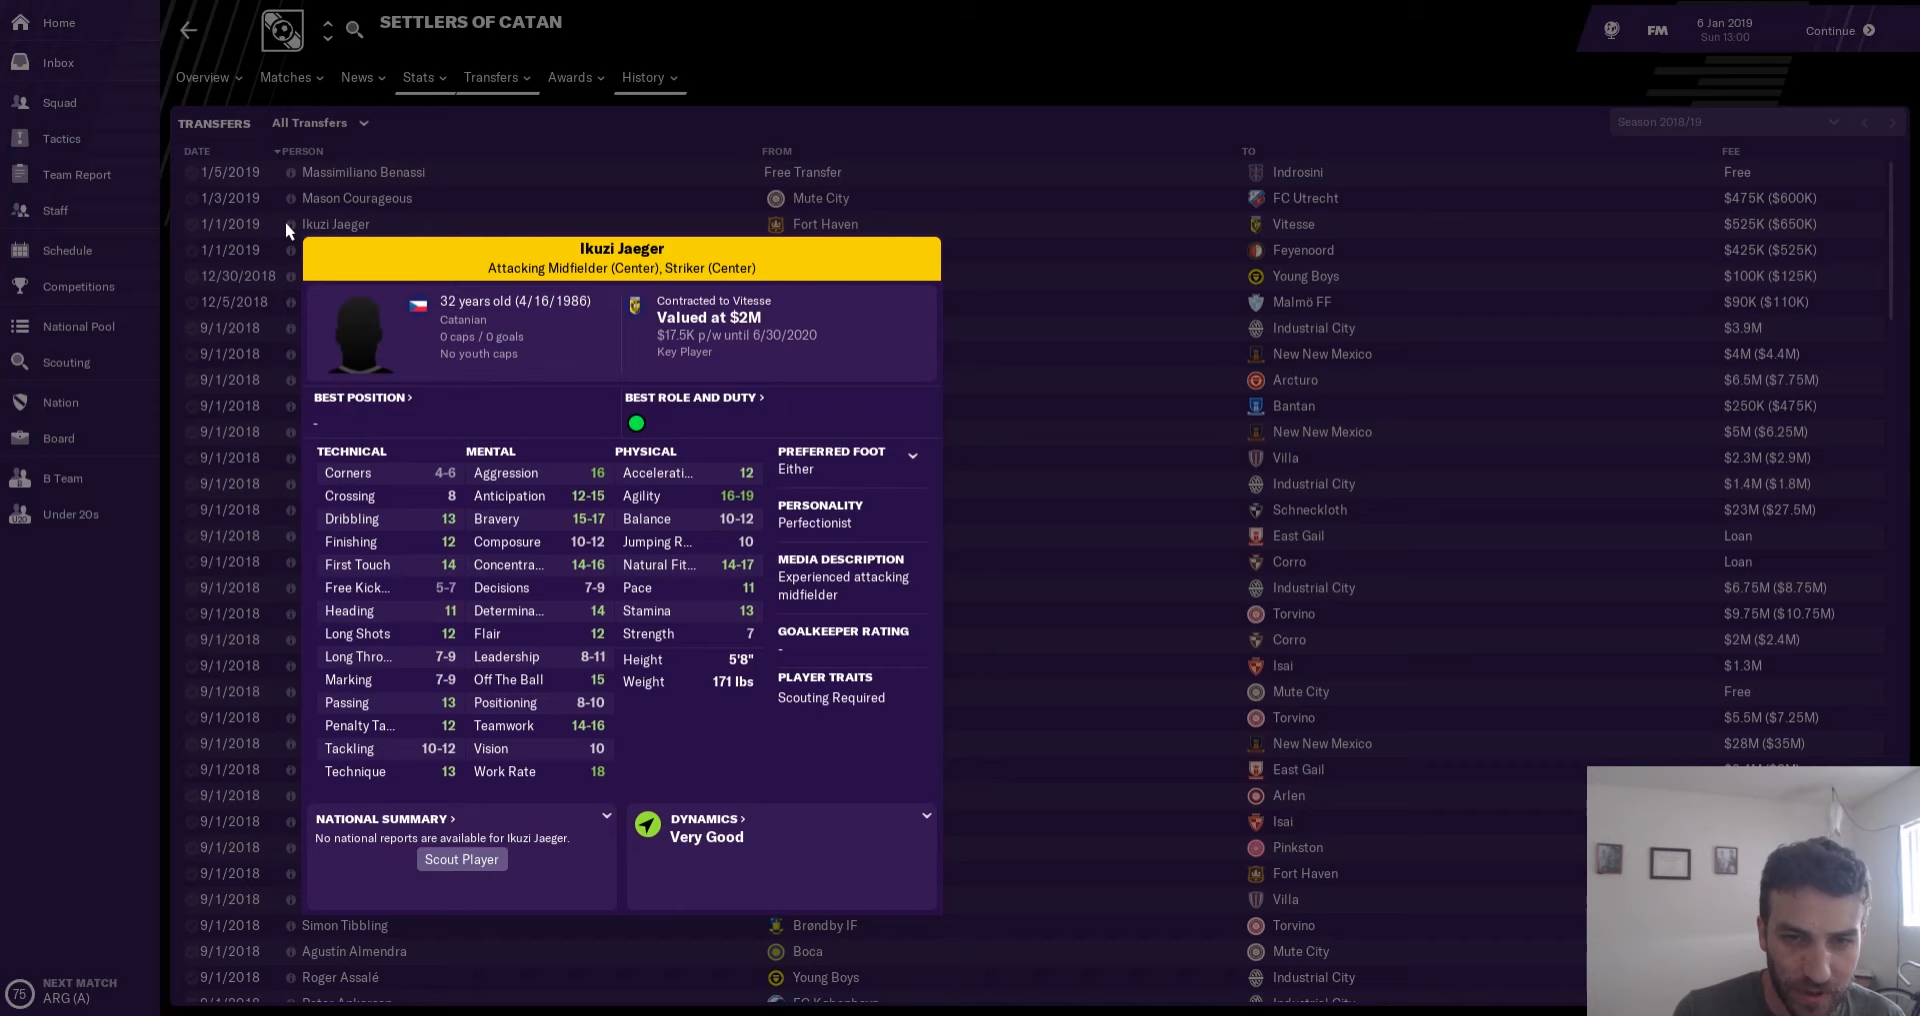 Home
Inbox
Squad
Tactics
Team Report
Staff
Schedule
Competitions
National Pool
Scouting
Nation
Board
B Team
Under 20s
NEXT MATCH
75 ARG (A)
SETTLERS OF CATAN
FM
6 Jan 2019
Sun 13:00
Continue
Overview Matches News Stats Transfers Awards History
TRANSFERS All Transfers Season 2018/19
DATE PERSON FROM TO FEE
1/5/2019 Massimiliano Benassi Free Transfer Indrosini Free
1/3/2019 Mason Courageous Mute City FC Utrecht $475K ($600K)
1/1/2019 Ikuzi Jaeger Fort Haven Vitesse $525K ($650K)
1/1/2019 Feyenoord $425K ($525K)
12/30/2018 Young Boys $100K ($125K)
12/5/2018 Malmö FF $90K ($110K)
9/1/2018 Industrial City $3.9M
9/1/2018 New New Mexico $4M ($4.4M)
9/1/2018 Arcturo $6.5M ($7.75M)
9/1/2018 Bantan $250K ($475K)
9/1/2018 New New Mexico $5M ($6.25M)
9/1/2018 Villa $2.3M ($2.9M)
9/1/2018 Industrial City $1.4M ($1.8M)
9/1/2018 Schneckloth $23M ($27.5M)
9/1/2018 East Gail Loan
9/1/2018 Corro Loan
9/1/2018 Industrial City $6.75M ($8.75M)
9/1/2018 Torvino $9.75M ($10.75M)
9/1/2018 Corro $2M ($2.4M)
9/1/2018 Isai $1.3M
9/1/2018 Mute City Free
9/1/2018 Torvino $5.5M ($7.25M)
9/1/2018 New New Mexico $28M ($35M)
9/1/2018 East Gail
9/1/2018 Arlen
9/1/2018 Isai
9/1/2018 Pinkston
9/1/2018 Fort Haven
9/1/2018 Villa
9/1/2018 Simon Tibbling Brøndby IF Torvino
9/1/2018 Agustín Almendra Boca Mute City
9/1/2018 Roger Assalé Young Boys Industrial City
Ikuzi Jaeger
Attacking Midfielder (Center), Striker (Center)
32 years old (4/16/1986)
Catanian
0 caps / 0 goals
No youth caps
Contracted to Vitesse
Valued at $2M
$17.5K p/w until 6/30/2020
Key Player
BEST POSITION >
-
BEST ROLE AND DUTY >
TECHNICAL MENTAL PHYSICAL
Corners 4-6 Aggression 16 Accelerati... 12
Crossing 8 Anticipation 12-15 Agility 16-19
Dribbling 13 Bravery 15-17 Balance 10-12
Finishing 12 Composure 10-12 Jumping R... 10
First Touch 14 Concentra... 14-16 Natural Fit... 14-17
Free Kick... 5-7 Decisions 7-9 Pace 11
Heading 11 Determina... 14 Stamina 13
Long Shots 12 Flair 12 Strength 7
Long Thro... 7-9 Leadership 8-11 Height 5'8"
Marking 7-9 Off The Ball 15 Weight 171 lbs
Passing 13 Positioning 8-10
Penalty Ta... 12 Teamwork 14-16
Tackling 10-12 Vision 10
Technique 13 Work Rate 18
PREFERRED FOOT
Either
PERSONALITY
Perfectionist
MEDIA DESCRIPTION
Experienced attacking
midfielder
GOALKEEPER RATING
-
PLAYER TRAITS
Scouting Required
NATIONAL SUMMARY >
No national reports are available for Ikuzi Jaeger.
Scout Player
DYNAMICS >
Very Good